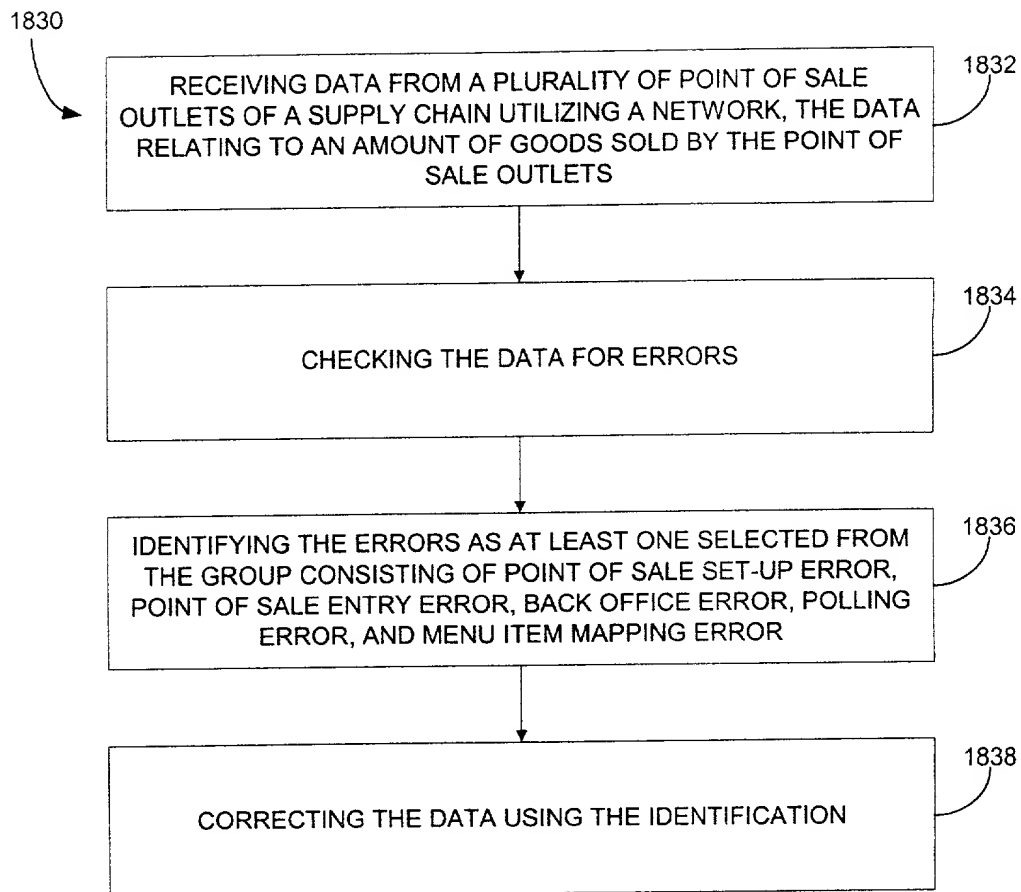 1830
RECEIVING DATA FROM A PLURALITY OF POINT OF SALE
OUTLETS OF A SUPPLY CHAIN UTILIZING A NETWORK, THE DATA
RELATING TO AN AMOUNT OF GOODS SOLD BY THE POINT OF
SALE OUTLETS
1832
CHECKING THE DATA FOR ERRORS
1834
IDENTIFYING THE ERRORS AS AT LEAST ONE SELECTED FROM
THE GROUP CONSISTING OF POINT OF SALE SET-UP ERROR,
POINT OF SALE ENTRY ERROR, BACK OFFICE ERROR, POLLING
ERROR, AND MENU ITEM MAPPING ERROR
1836
CORRECTING THE DATA USING THE IDENTIFICATION
1838